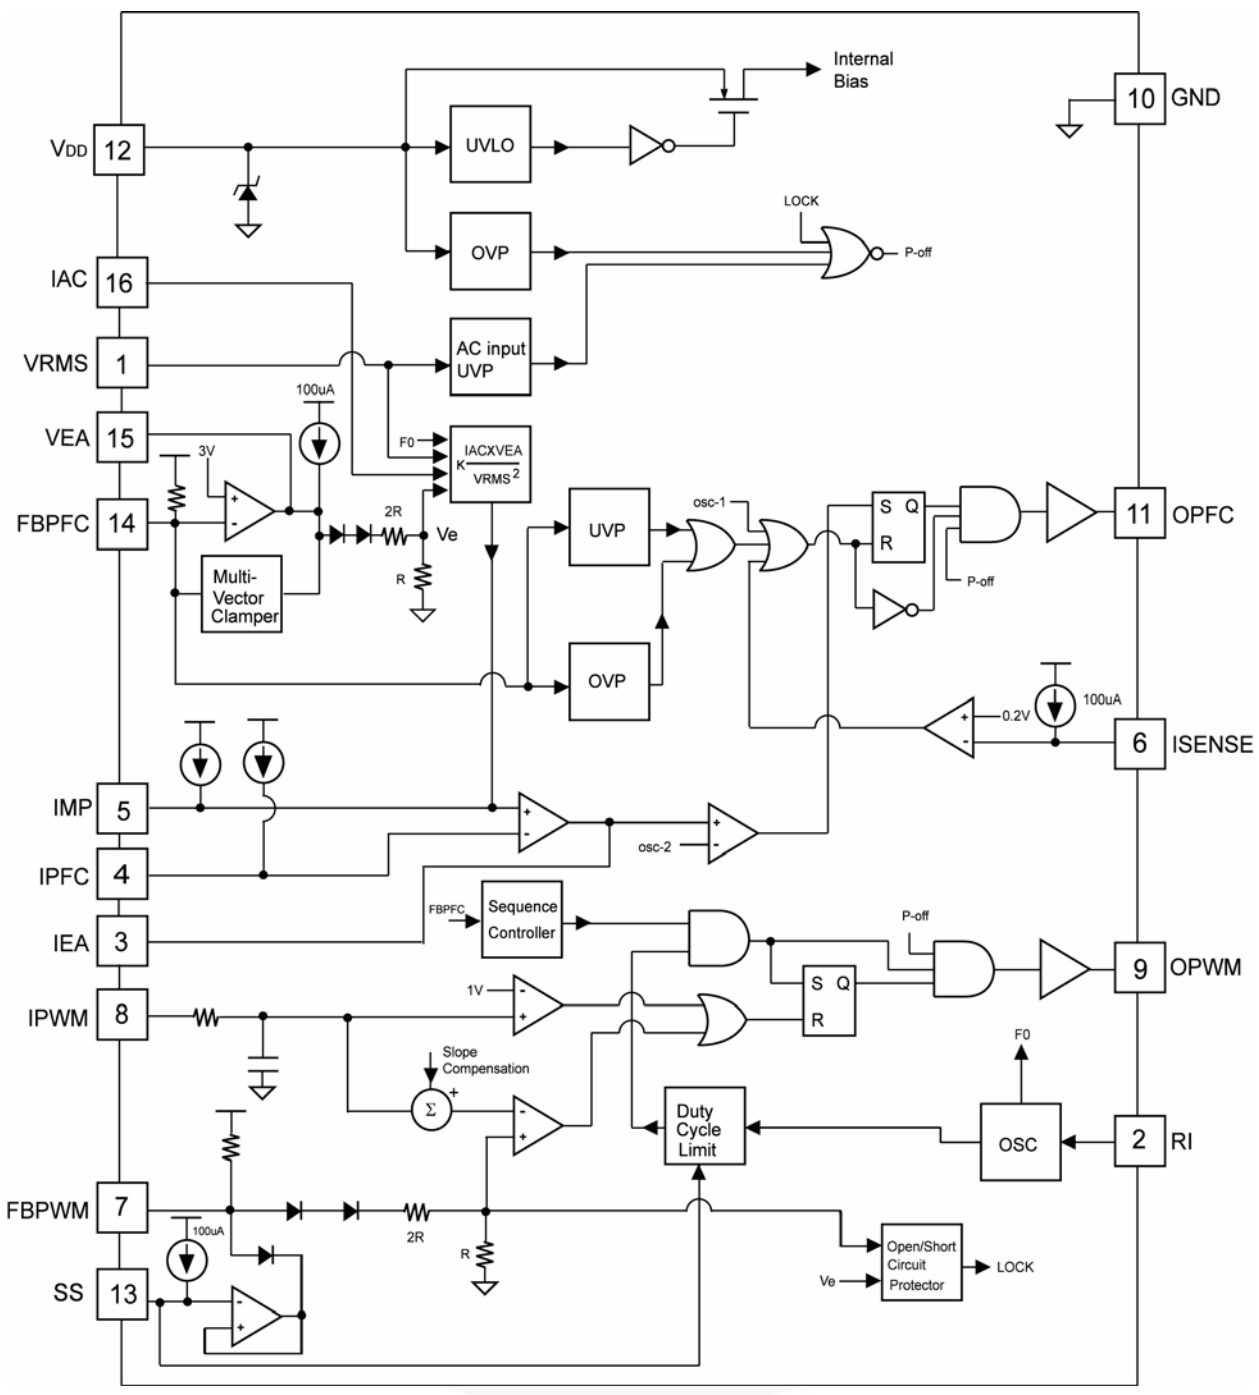 Internal
Bias
10
GND
VDD
12
UVLO
LOCK
OVP
P-off
IAC
16
VRMS
1
AC input
UVP
100uA
VEA
15
3V
+
-
F0
K
IACXVEA
VRMS 2
FBPFC
14
2R
Ve
R
Multi-
Vector
Clamper
UVP
osc-1
S
Q
R
11
OPFC
P-off
OVP
100uA
+
0.2V
-
6
ISENSE
IMP
5
+
-
+
osc-2
-
IPFC
4
FBPFC
Sequence
Controller
P-off
IEA
3
9
OPWM
1V
-
+
S
Q
R
IPWM
8
F0
Slope
Compensation
+
Σ
-
+
Duty
Cycle
Limit
OSC
2
RI
FBPWM
7
100uA
2R
R
Open/Short
Circuit
Protector
LOCK
Ve
SS
13
-
+